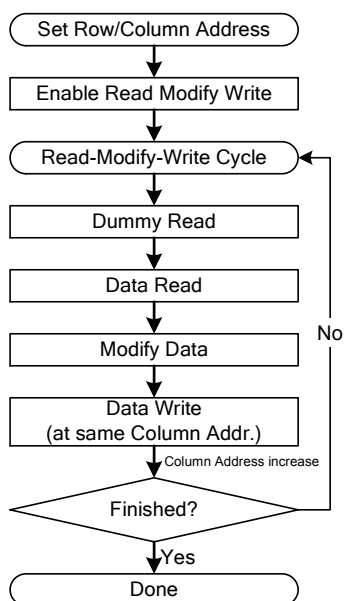 Set Row/Column Address
Enable Read Modify Write
Read-Modify-Write Cycle
Dummy Read
Data Read
No
Modify Data
Data Write
(at same Column Addr.)
Column Address increase
Finished?
Yes
Done